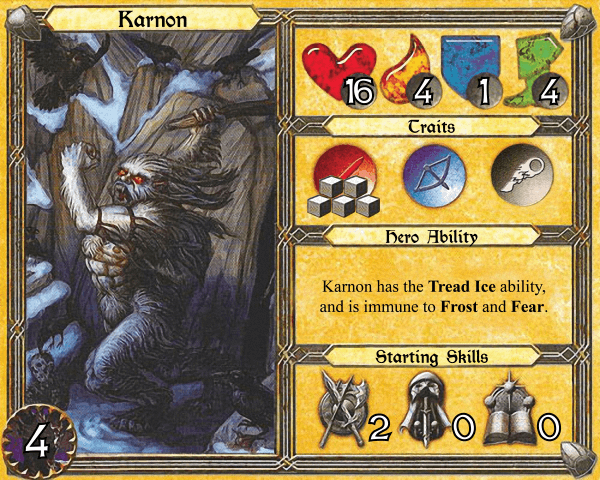 Karnon
16 4 1 4
Traits
Hero Ability
Karnon has the Tread Ice ability,
and is immune to Frost and Fear.
Starting Skills
2 0 0
4